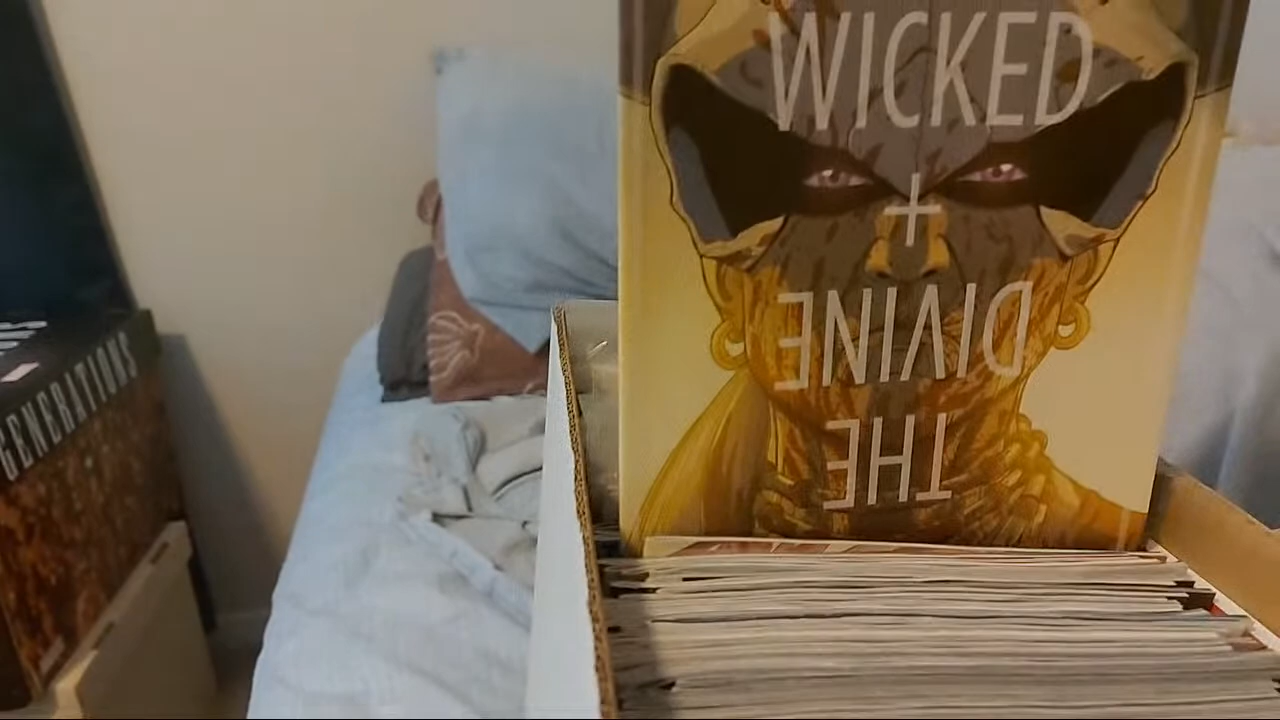 WICKED
+
DIVINE
THE
GENERATIONS